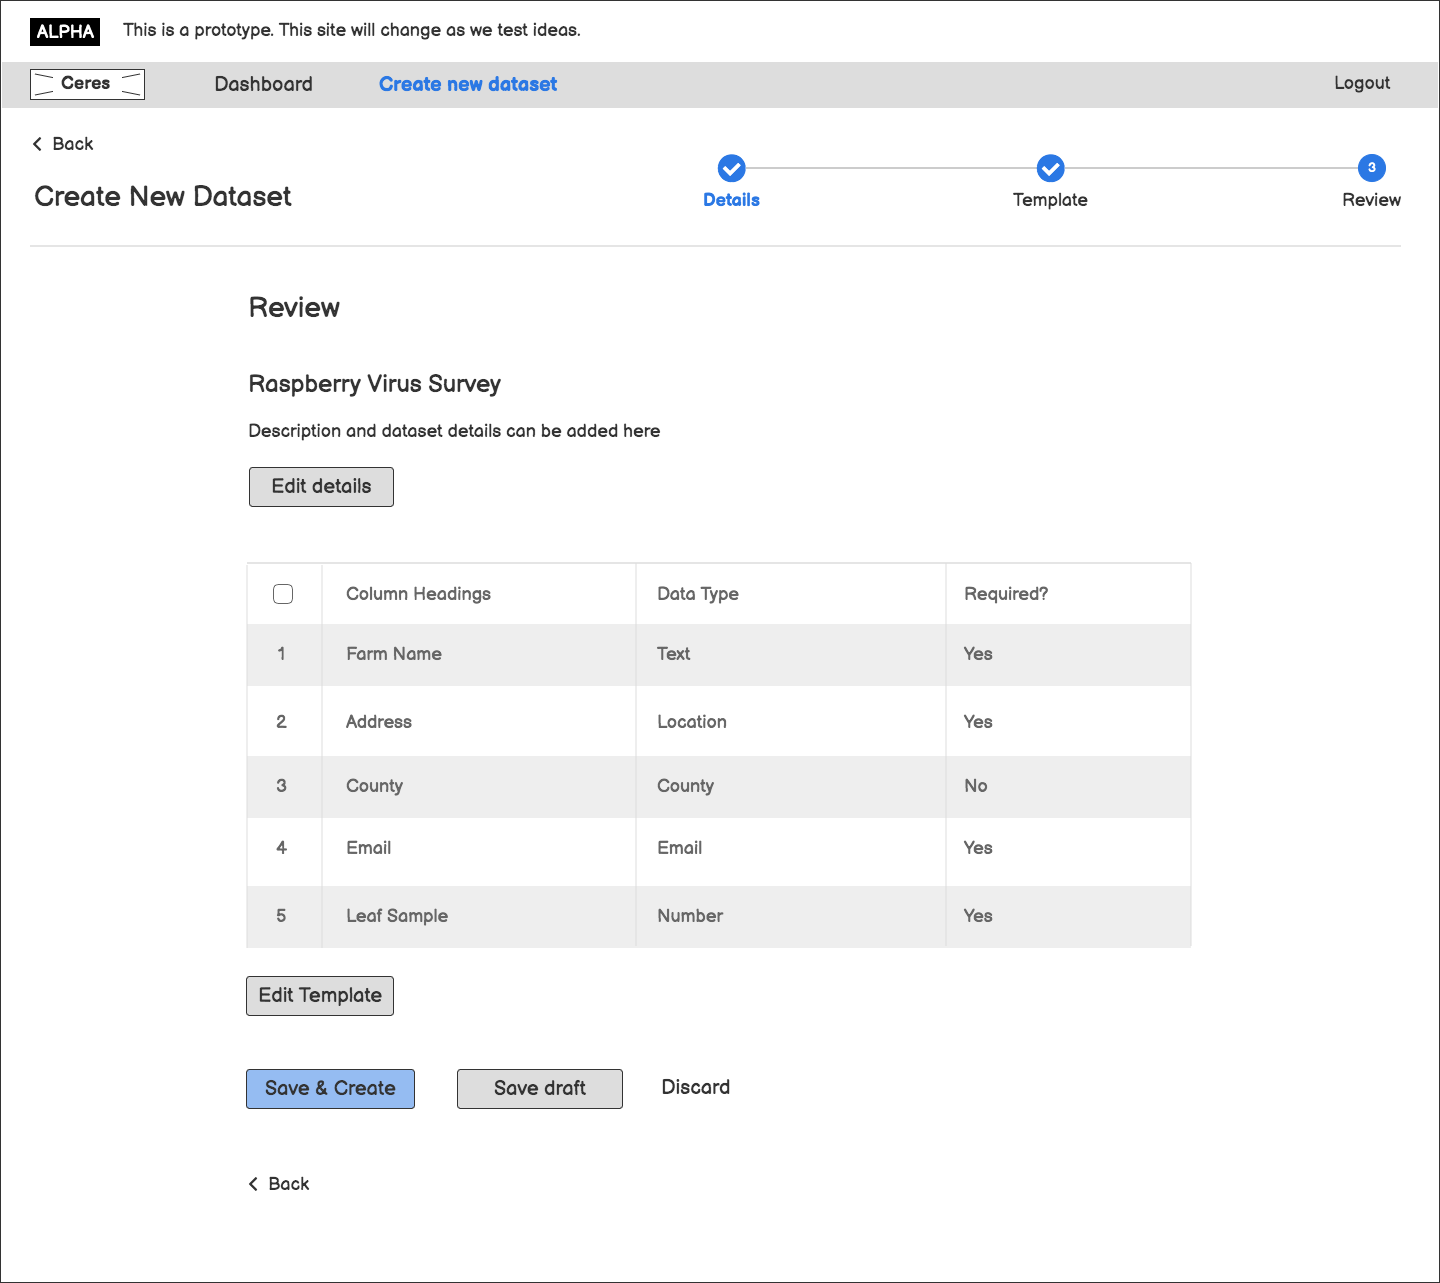 ALPHA This is a prototype. This site will change as we test ideas.
Ceres Dashboard Create new dataset Logout
Back
Create New Dataset
3
Details Template Review
Review
Raspberry Virus Survey
Description and dataset details can be added here
Edit details
Column Headings Data Type Required?
1 Farm Name Text Yes
2 Address Location Yes
3 County County No
4 Email Email Yes
5 Leaf Sample Number Yes
Edit Template
Save & Create Save draft Discard
Back